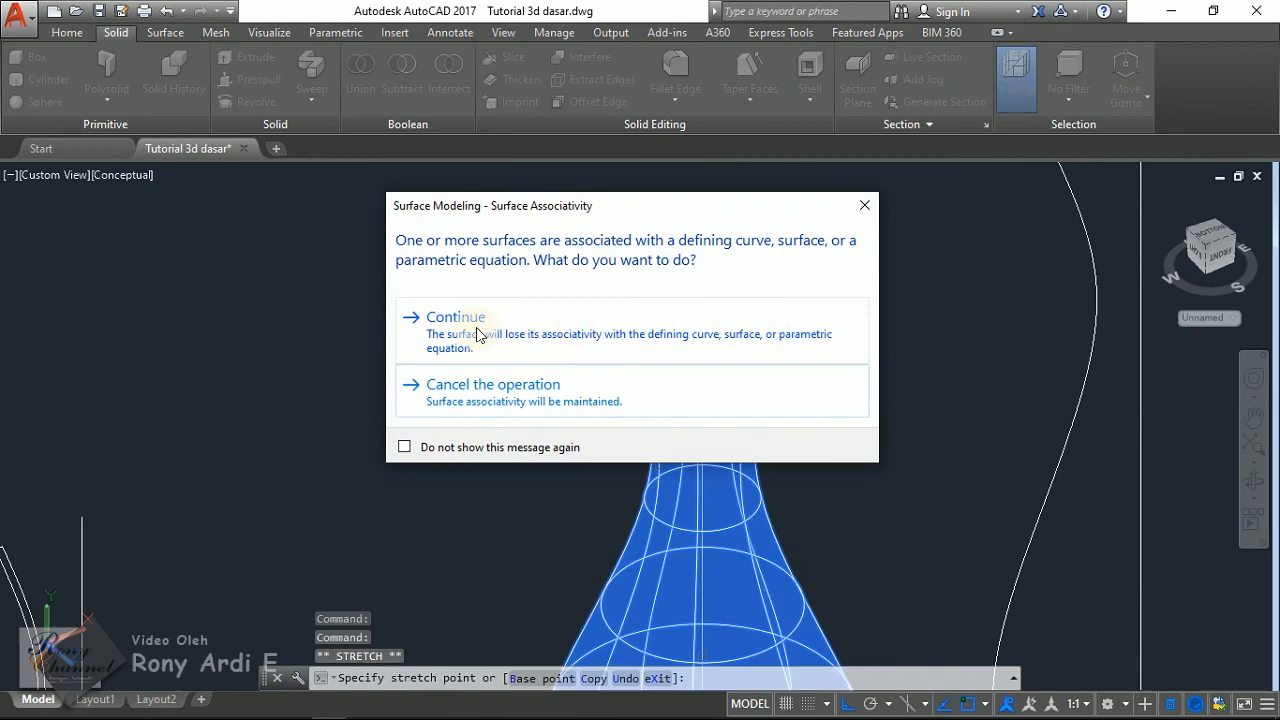 Autodesk AutoCAD 2017 Tutorial 3d dasar.dwg
Type a keyword or phrase
Sign In
Home Solid Surface Mesh Visualize Parametric Insert Annotate View Manage Output Add-ins A360 Express Tools Featured Apps BIM 360
Box
Cylinder
Sphere
Polysolid
Solid History
Primitive
Extrude
Presspull
Revolve
Sweep
Solid
Union
Subtract
Intersect
Boolean
Slice
Thicken
Imprint
Interfere
Extract Edges
Offset Edge
Fillet Edge
Taper Faces
Shell
Solid Editing
Section
Plane
Live Section
Add Jog
Generate Section
Section
No Filter
Move
Gizmo
Selection
Start
Tutorial 3d dasar*
[−][Custom View][Conceptual]
Surface Modeling - Surface Associativity
One or more surfaces are associated with a defining curve, surface, or a
parametric equation. What do you want to do?
Continue
The surface will lose its associativity with the defining curve, surface, or parametric
equation.
Cancel the operation
Surface associativity will be maintained.
Do not show this message again
BOTTOM
FRONT
E
W
S
Unnamed
Y
X
Command:
Command:
** STRETCH **
Specify stretch point or [Base point Copy Undo eXit]:
Video Oleh
Rony Ardi E
Model Layout1 Layout2
MODEL
1:1